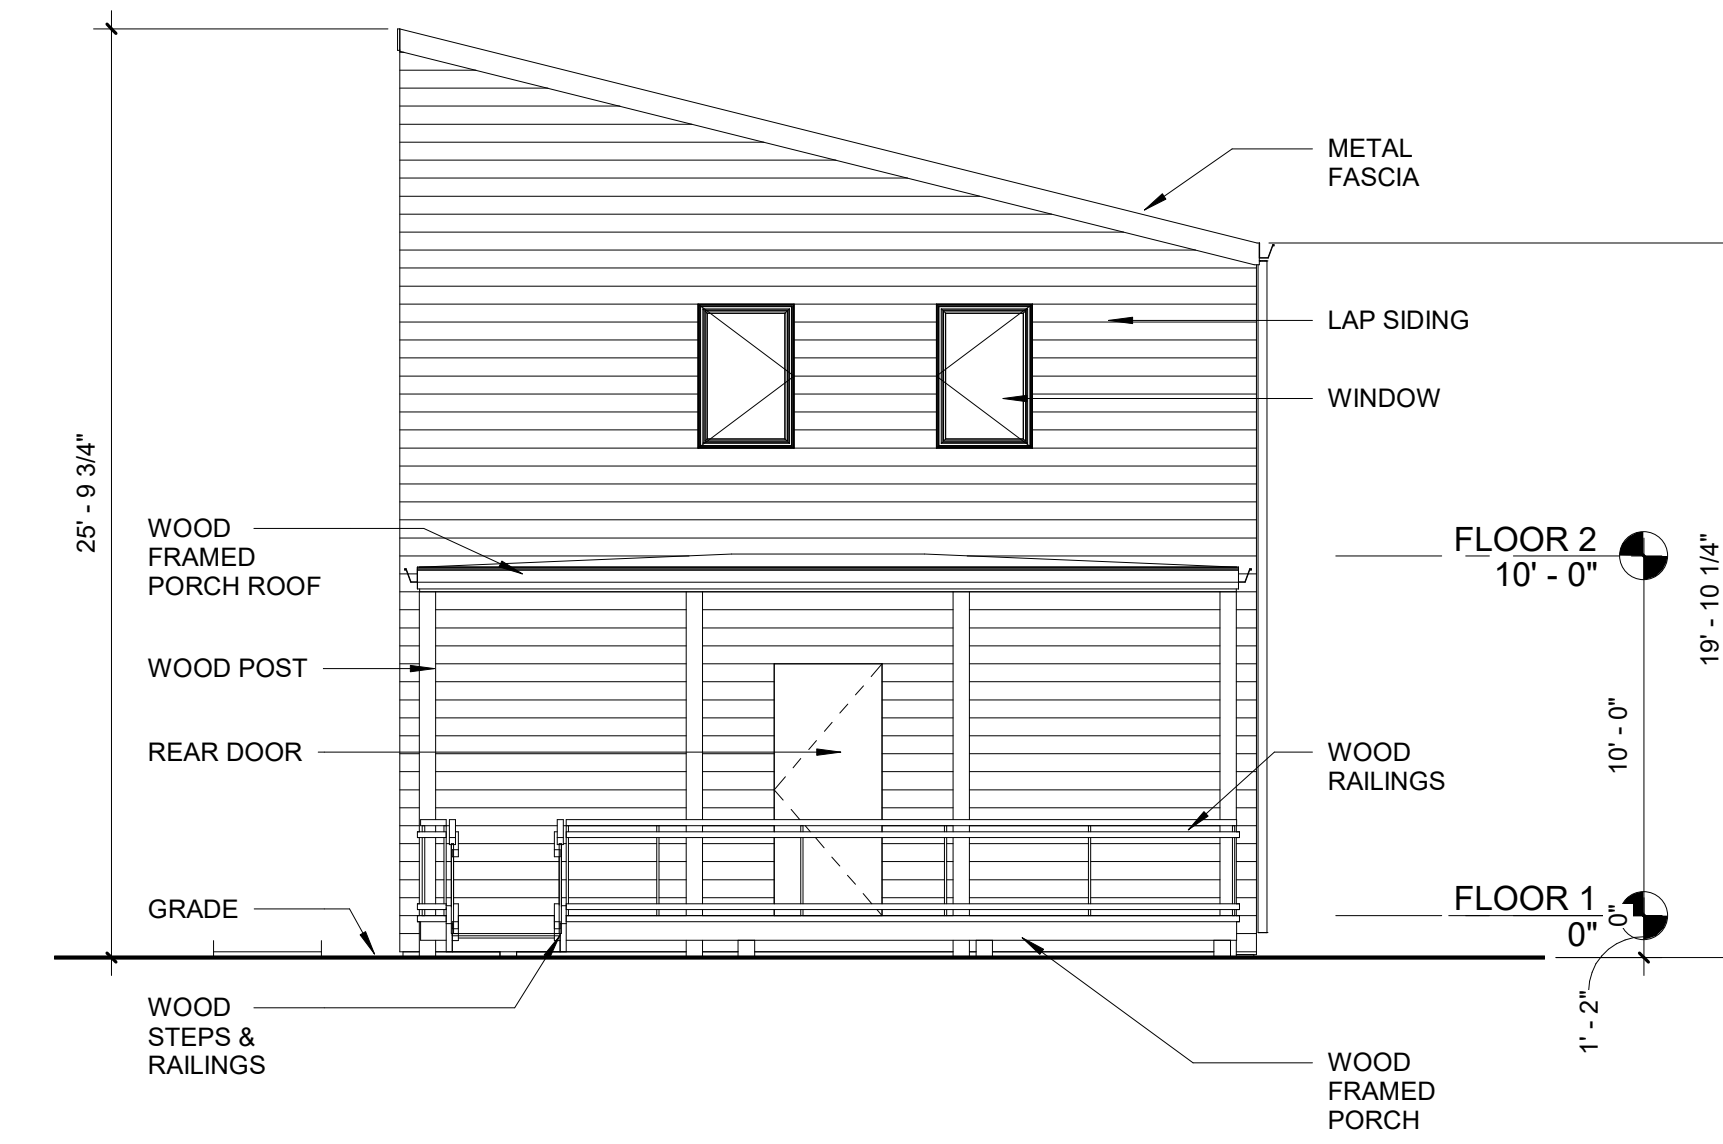 METAL
FASCIA
LAP SIDING
WINDOW
25' - 9 3/4"
WOOD
FRAMED
PORCH ROOF
FLOOR 2
10' - 0"
19' - 10 1/4"
WOOD POST
REAR DOOR
WOOD
RAILINGS
10' - 0"
GRADE
FLOOR 1
0"
0"
WOOD
STEPS &
RAILINGS
1' - 2"
WOOD
FRAMED
PORCH